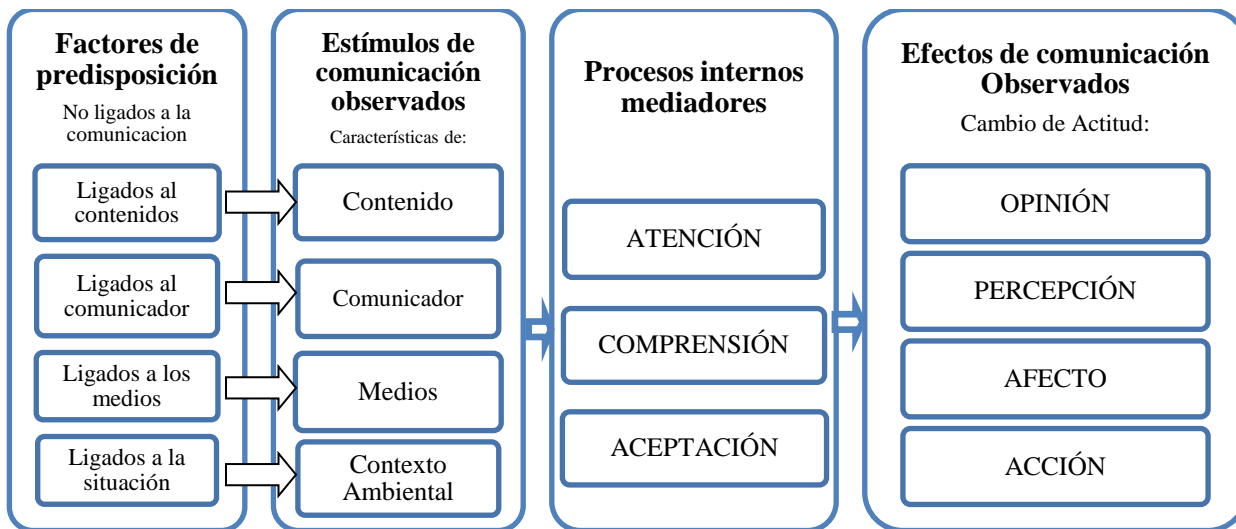 Factores de
predisposición
No ligados a la
comunicacion
Ligados al
contenidos
Ligados al
comunicador
Ligados a los
medios
Ligados a la
situación
Estímulos de
comunicación
observados
Características de:
Contenido
Comunicador
Medios
Contexto
Ambiental
Procesos internos
mediadores
ATENCIÓN
COMPRENSIÓN
ACEPTACIÓN
Efectos de comunicación
Observados
Cambio de Actitud:
OPINIÓN
PERCEPCIÓN
AFECTO
ACCIÓN